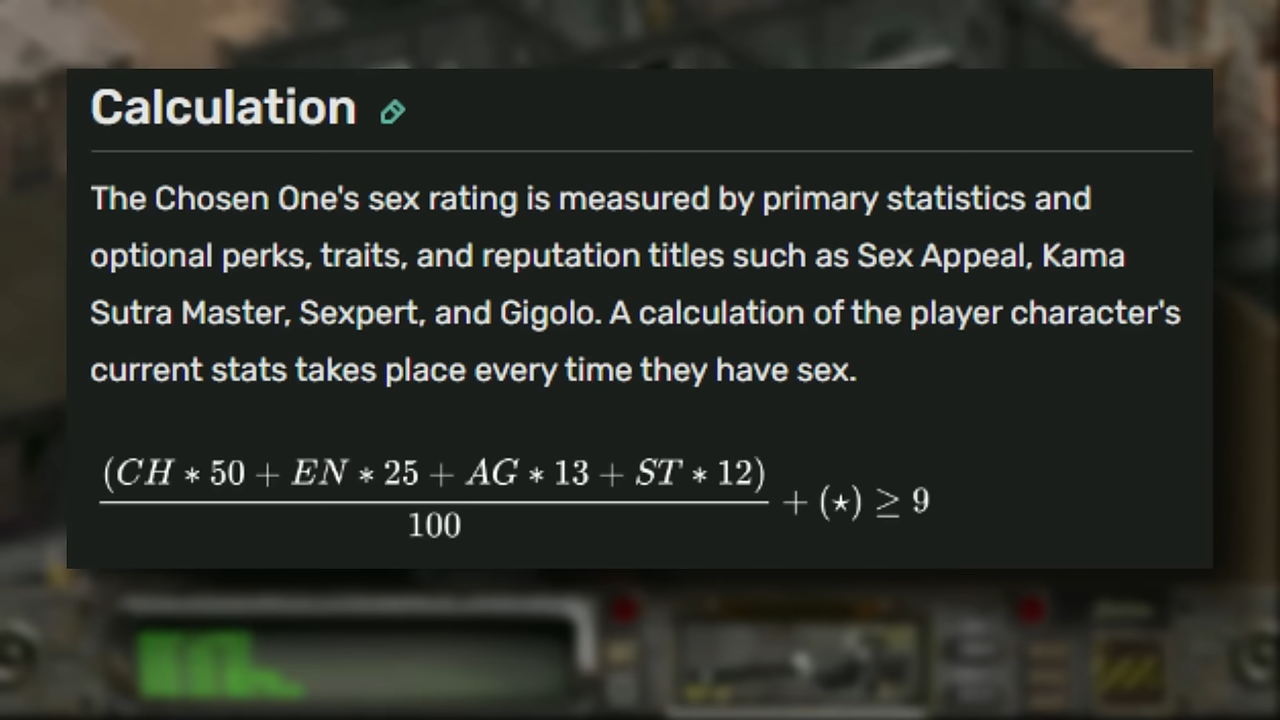 Calculation
The Chosen One's sex rating is measured by primary statistics and
optional perks, traits, and reputation titles such as Sex Appeal, Kama
Sutra Master, Sexpert, and Gigolo. A calculation of the player character's
current stats takes place every time they have sex.
(CH * 50 + EN * 25 + AG * 13 + ST * 12)
100
+ (⋆) ≥ 9